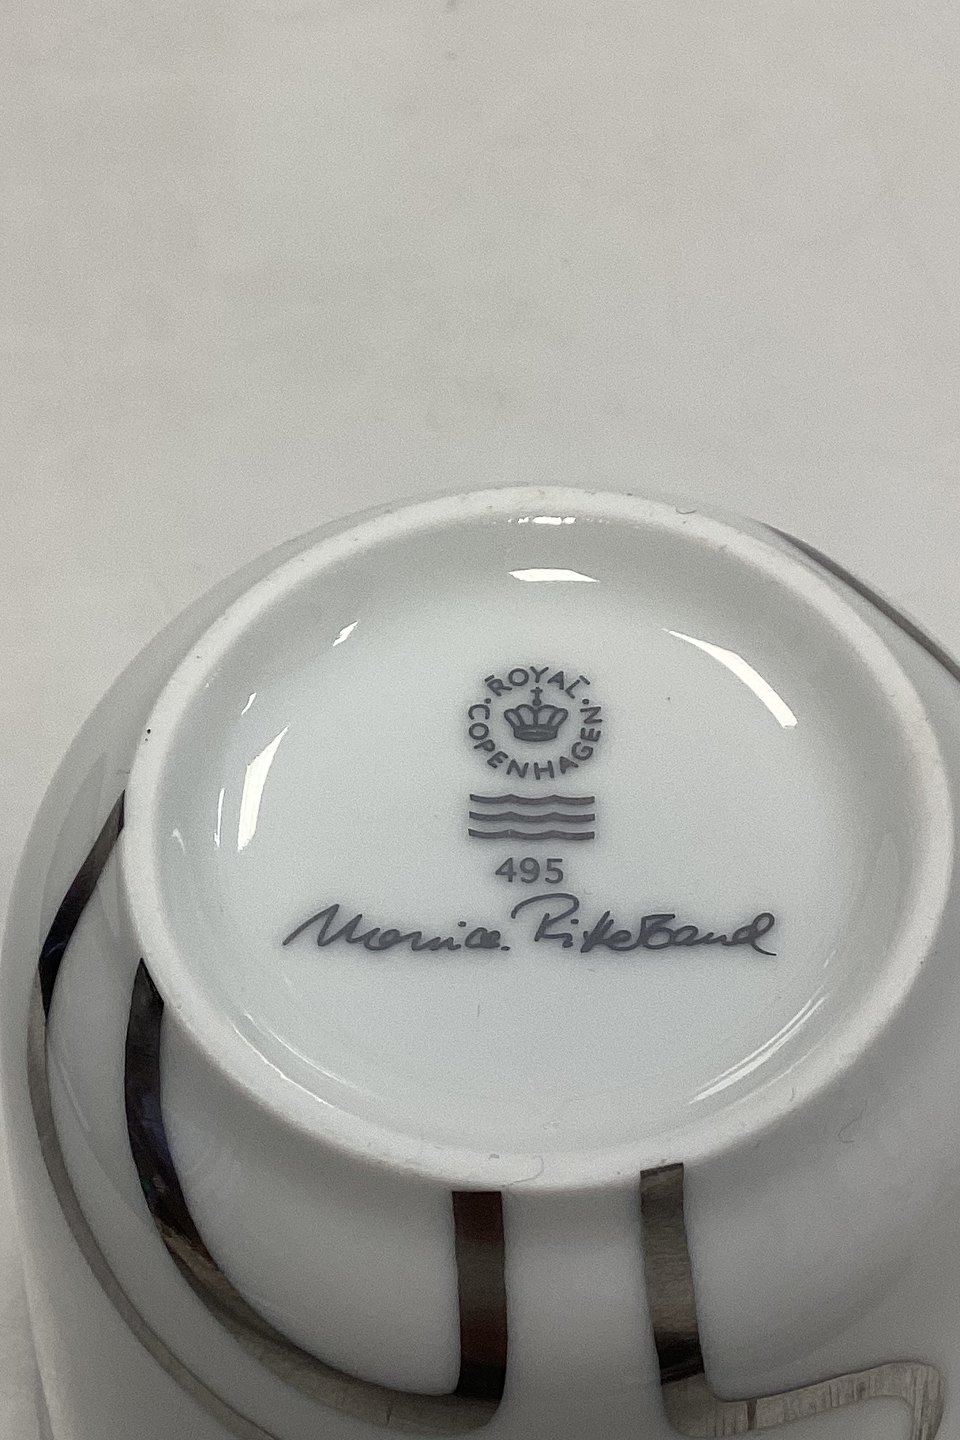 ROYAL COPENHAGEN
495
Monica Ritterband